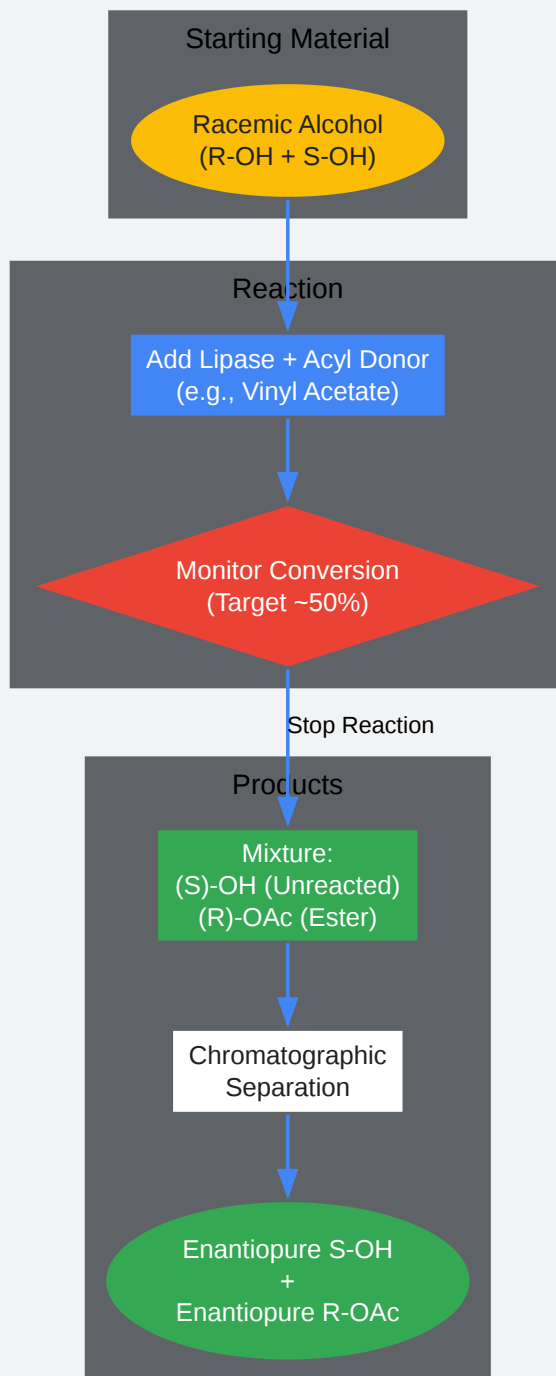 Starting Material
Racemic Alcohol
(R-OH + S-OH)
Reaction
Add Lipase + Acyl Donor
(e.g., Vinyl Acetate)
Monitor Conversion
(Target ~50%)
Stop Reaction
Products
Mixture:
(S)-OH (Unreacted)
(R)-OAc (Ester)
Chromatographic
Separation
Enantiopure S-OH
+
Enantiopure R-OAc